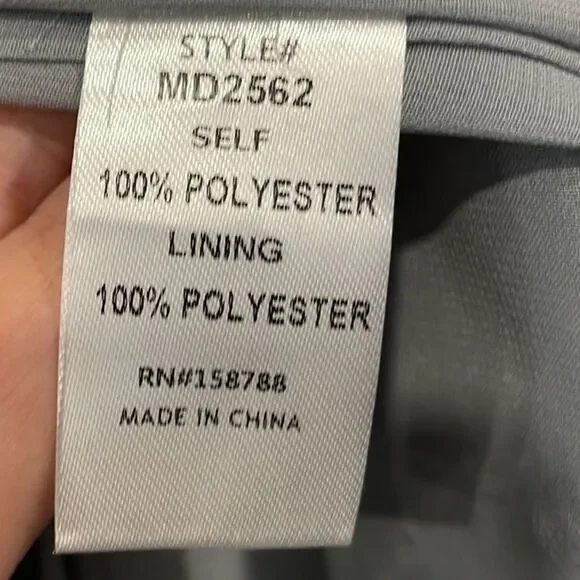 STYLE#
MD2562
SELF
100% POLYESTER
LINING
100% POLYESTER
RN#158788
MADE IN CHINA